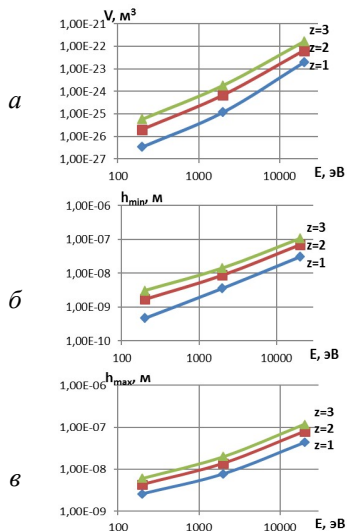 V, м³
1,00E-21
1,00E-22
1,00E-23
1,00E-24
1,00E-25
1,00E-26
1,00E-27
z=3
z=2
z=1
100
1000
10000
E, эВ
а
hmin, м
1,00E-06
1,00E-07
1,00E-08
1,00E-09
1,00E-10
z=3
z=2
z=1
100
1000
10000
E, эВ
б
hmax, м
1,00E-06
1,00E-07
1,00E-08
1,00E-09
z=3
z=2
z=1
100
1000
10000
E, эВ
в